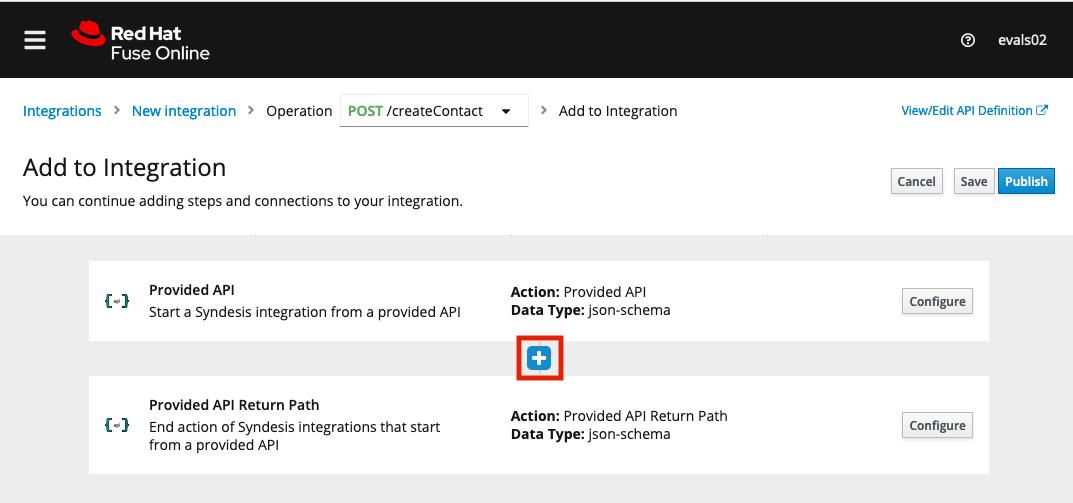 Red Hat
Fuse Online
evals02
Integrations > New integration > Operation POST /createContact > Add to Integration View/Edit API Definition
Add to Integration
Cancel Save Publish
You can continue adding steps and connections to your integration.
Provided API
Start a Syndesis integration from a provided API
Action: Provided API
Data Type: json-schema
Configure
Provided API Return Path
End action of Syndesis integrations that start
from a provided API
Action: Provided API Return Path
Data Type: json-schema
Configure